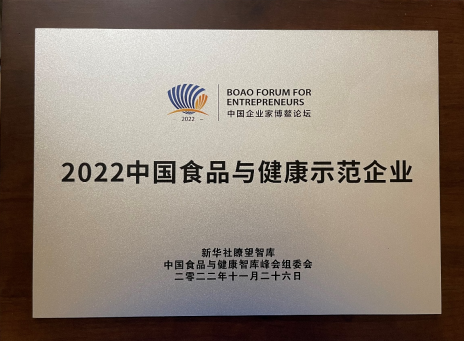 BOAO FORUM FOR
ENTREPRENEURS
中国企业家博鳌论坛
2022
2022中国食品与健康示范企业
新华社瞭望智库
中国食品与健康智库峰会组委会
二零二二年十一月二十六日